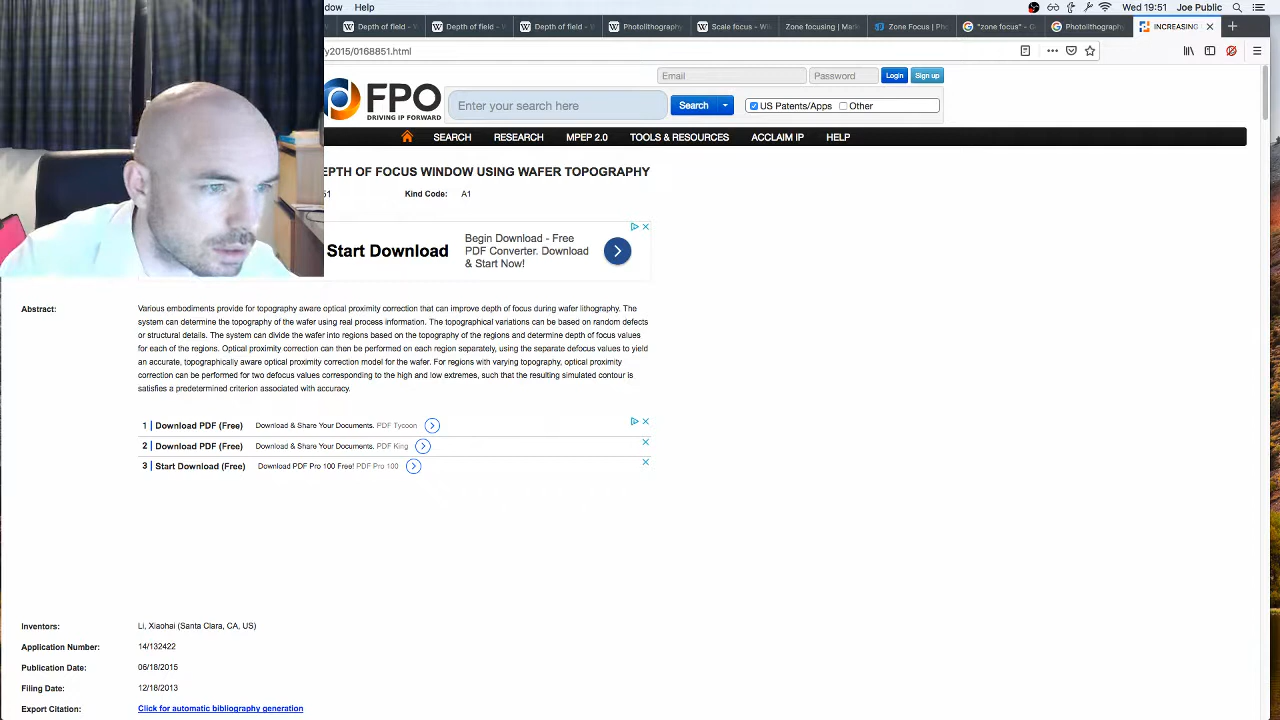 dow Help
Wed 19:51 Joe Public
Depth of field -
Depth of field -
Depth of field -
Photolithography
Scale focus - Wi
Zone focusing | Mar
Zone Focus | Pho
"zone focus" - G
Photolithography
INCREASING
y2015/0168851.html
FPO
DRIVING IP FORWARD
Email
Password
Login
Sign up
Enter your search here
Search
US Patents/Apps
Other
SEARCH
RESEARCH
MPEP 2.0
TOOLS & RESOURCES
ACCLAIM IP
HELP
EPTH OF FOCUS WINDOW USING WAFER TOPOGRAPHY
51 Kind Code: A1
Start Download
Begin Download - Free
PDF Converter. Download
& Start Now!
Abstract:
Various embodiments provide for topography aware optical proximity correction that can improve depth of focus during wafer lithography. The
system can determine the topography of the wafer using real process information. The topographical variations can be based on random defects
or structural details. The system can divide the wafer into regions based on the topography of the regions and determine depth of focus values
for each of the regions. Optical proximity correction can then be performed on each region separately, using the separate defocus values to yield
an accurate, topographically aware optical proximity correction model for the wafer. For regions with varying topography, optical proximity
correction can be performed for two defocus values corresponding to the high and low extremes, such that the resulting simulated contour is
satisfies a predetermined criterion associated with accuracy.
1 Download PDF (Free) Download & Share Your Documents. PDF Tycoon
2 Download PDF (Free) Download & Share Your Documents. PDF King
3 Start Download (Free) Download PDF Pro 100 Free! PDF Pro 100
Inventors: Li, Xiaohai (Santa Clara, CA, US)
Application Number: 14/132422
Publication Date: 06/18/2015
Filing Date: 12/18/2013
Export Citation: Click for automatic bibliography generation